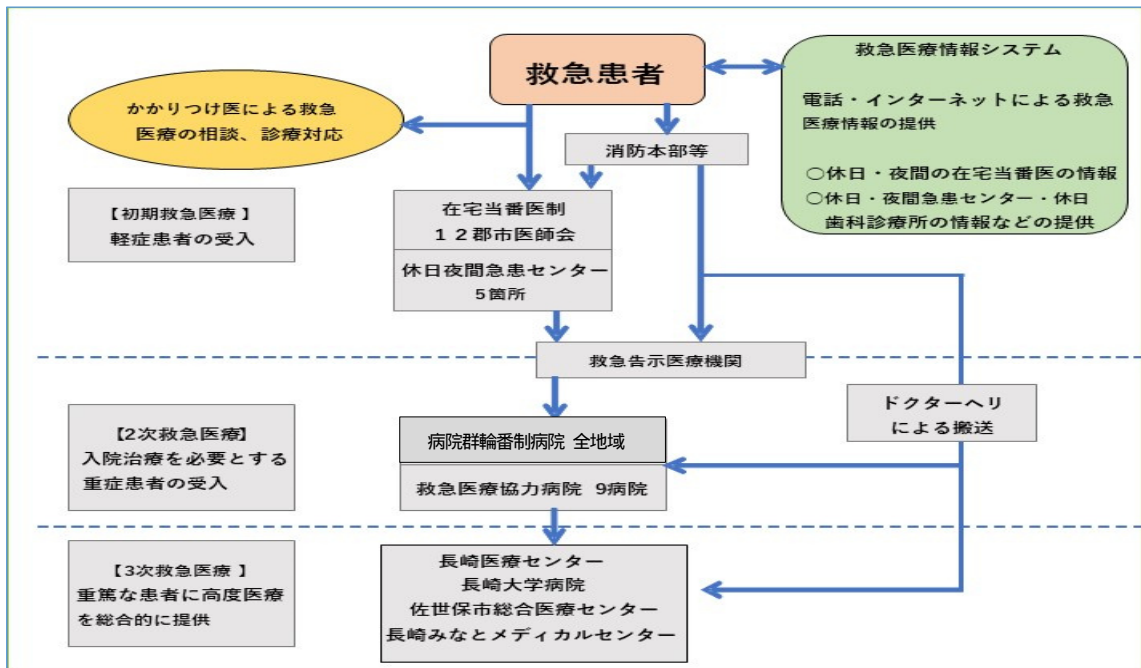 救急患者
救急医療情報システム
電話・インターネットによる救急
医療情報の提供
○休日・夜間の在宅当番医の情報
○休日・夜間急患センター・休日
歯科診療所の情報などの提供
かかりつけ医による救急
医療の相談、診療対応
消防本部等
【初期救急医療】
軽症患者の受入
在宅当番医制
１２郡市医師会
休日夜間急患センター
5箇所
救急告示医療機関
ドクターヘリ
による搬送
【2次救急医療】
入院治療を必要とする
重症患者の受入
病院群輪番制病院 全地域
救急医療協力病院 9病院
【3次救急医療】
重篤な患者に高度医療
を総合的に提供
長崎医療センター
長崎大学病院
佐世保市総合医療センター
長崎みなとメディカルセンター